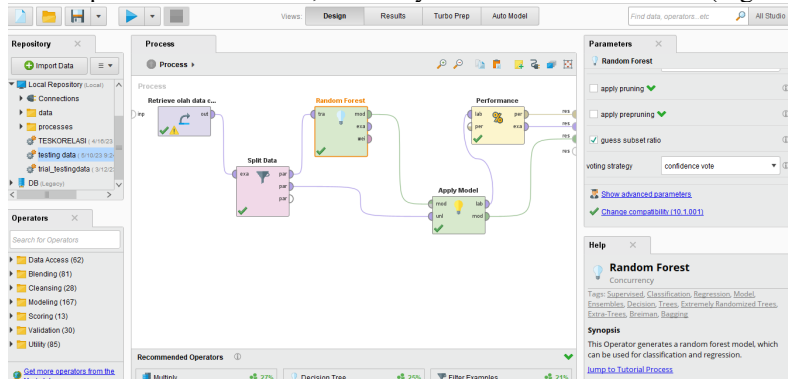 Views:
Design
Results
Turbo Prep
Auto Model
Find data, operators...etc
All Studio
Repository
Import Data
Local Repository (Local)
Connections
data
processes
TESKORELASI ( 4/16/23
testing data ( 5/10/23 9:2
trial_testingdata ( 3/12/2
DB (Legacy)
Operators
Search for Operators
Data Access (62)
Blending (81)
Cleansing (28)
Modeling (167)
Scoring (13)
Validation (30)
Utility (85)
Get more operators from the
Process
Process
Process
inp
Retrieve olah data c...
out
Split Data
exa
par
par
par
Random Forest
tra
mod
exa
wei
Apply Model
mod
unl
lab
mod
Performance
lab
per
per
exa
res
res
res
res
Recommended Operators
Multiply
27%
Decision Tree
25%
Filter Examples
21%
Parameters
Random Forest
apply pruning
apply prepruning
guess subset ratio
voting strategy
confidence vote
Show advanced parameters
Change compatibility (10.1.001)
Help
Random Forest
Concurrency
Tags: Supervised, Classification, Regression, Model,
Ensembles, Decision, Trees, Extremely Randomized Trees,
Extra-Trees, Breiman, Bagging
Synopsis
This Operator generates a random forest model, which
can be used for classification and regression.
Jump to Tutorial Process